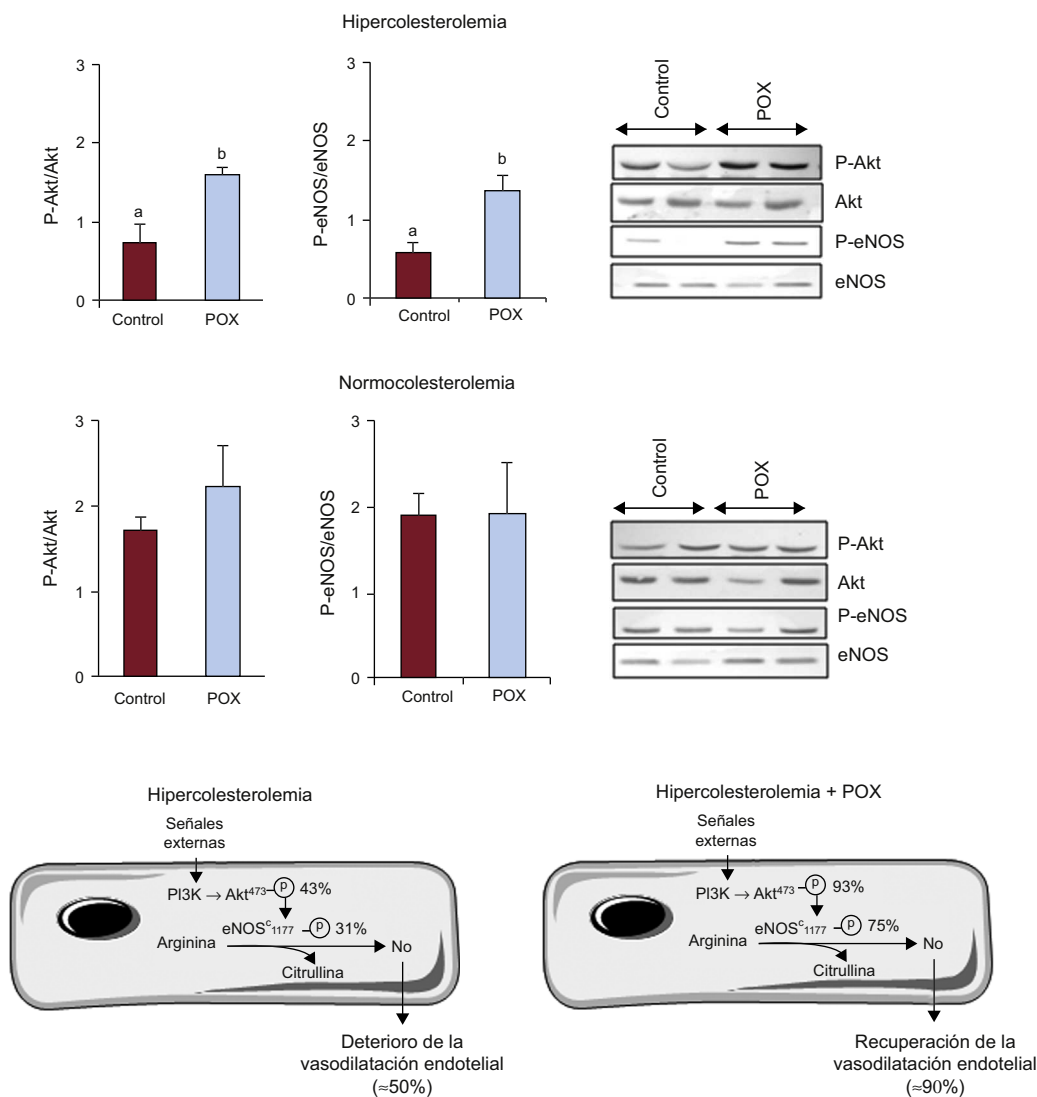 Hipercolesterolemia
3
2
1
0
P-Akt/Akt
a
b
Control
POX
3
2
1
0
P-eNOS/eNOS
a
b
Control
POX
Control
POX
P-Akt
Akt
P-eNOS
eNOS
Normocolesterolemia
3
2
1
0
P-Akt/Akt
Control
POX
3
2
1
0
P-eNOS/eNOS
Control
POX
Control
POX
P-Akt
Akt
P-eNOS
eNOS
Hipercolesterolemia
Señales
externas
PI3K → Akt⁴⁷³ P 43%
eNOSᶜ₁₁₇₇ P 31%
Arginina
No
Citrullina
Deterioro de la
vasodilatación endotelial
(≈50%)
Hipercolesterolemia + POX
Señales
externas
PI3K → Akt⁴⁷³ P 93%
eNOSᶜ₁₁₇₇ P 75%
Arginina
No
Citrullina
Recuperación de la
vasodilatación endotelial
(≈90%)